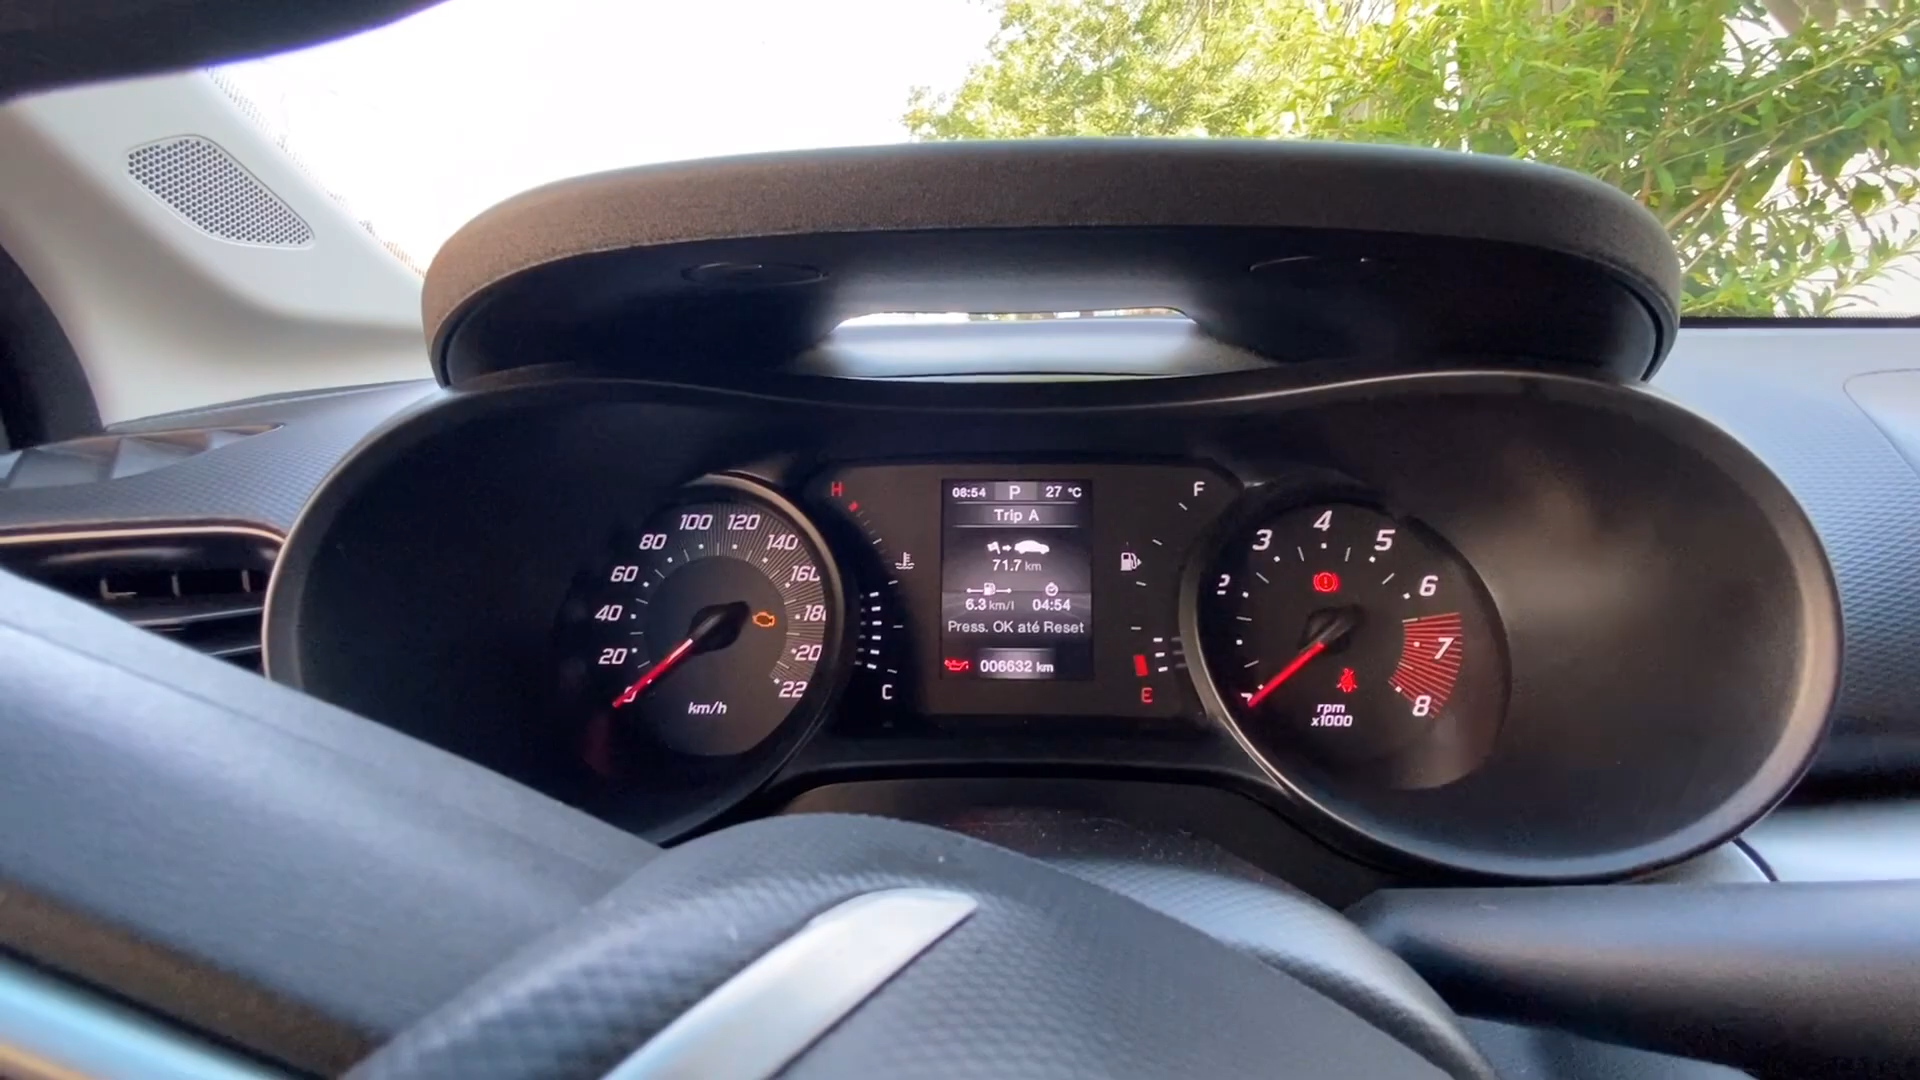 08:54 P 27 °C
Trip A
71.7 km
6.3 km/l 04:54
Press. OK até Reset
006632 km
H
C
F
E
20
40
60
80
100
120
140
160
km/h
2
3
4
5
6
7
8
rpm
x1000